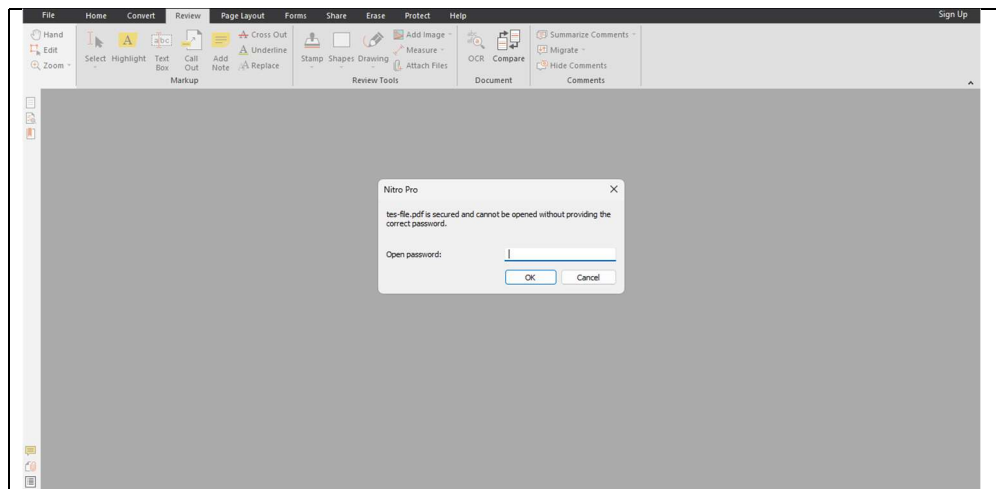 File Home Convert Review Page Layout Forms Share Erase Protect Help Sign Up
Hand
Edit
Zoom
Select Highlight Text Box Call Out Add Note
Cross Out
Underline
Replace
Markup
Stamp Shapes Drawing
Add Image
Measure
Attach Files
Review Tools
OCR Compare
Document
Summarize Comments
Migrate
Hide Comments
Comments
Nitro Pro
tes-file.pdf is secured and cannot be opened without providing the
correct password.
Open password:
OK Cancel